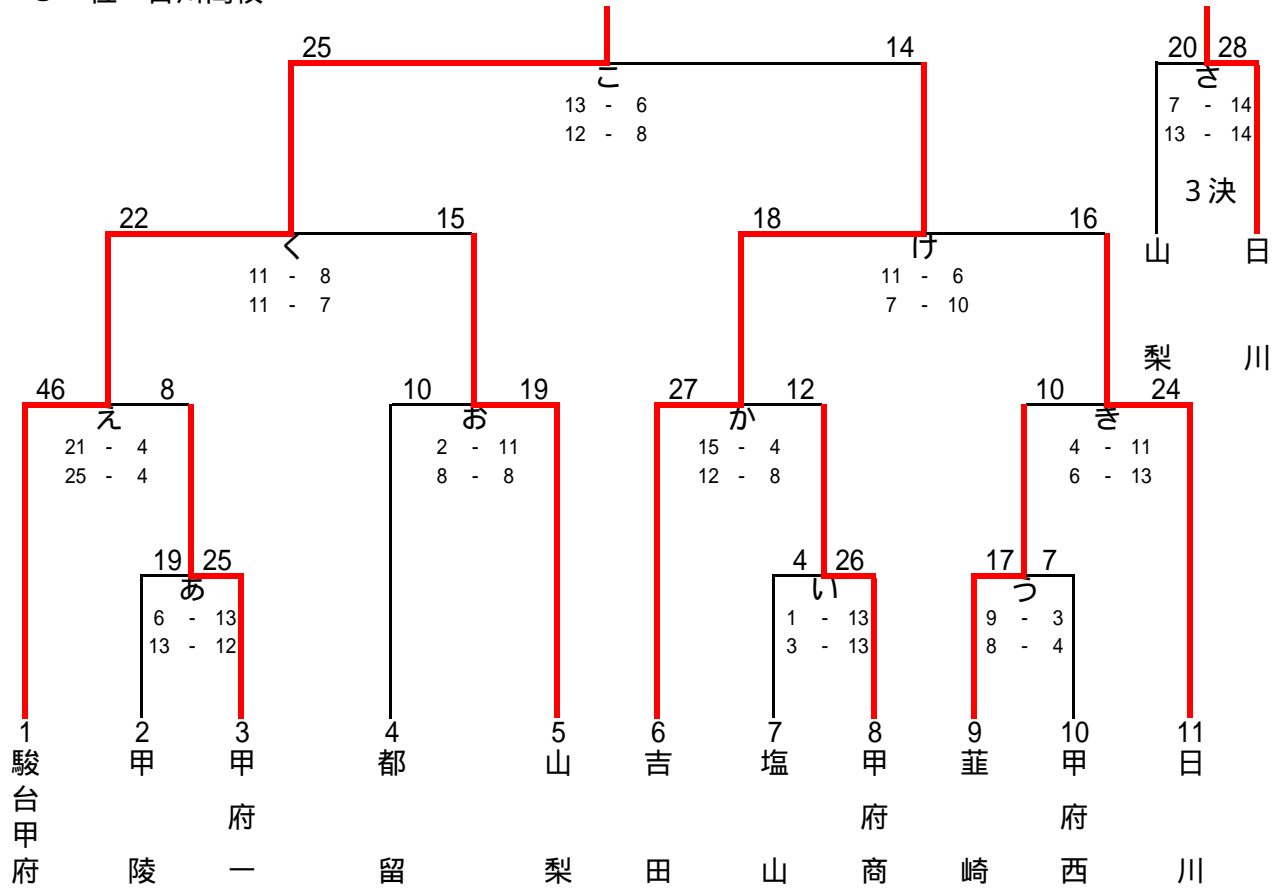 25 14 20 28
こ さ
13 - 6 7 - 14
12 - 8 13 - 14
3決
22 15 18 16
く け 山 日
11 - 8 11 - 6
11 - 7 7 - 10
梨 川
46 8 10 19 27 12 10 24
え お か き
21 - 4 2 - 11 15 - 4 4 - 11
25 - 4 8 - 8 12 - 8 6 - 13
19 25 4 26 17 7
あ い つ
6 - 13 1 - 13 9 - 3
13 - 12 3 - 13 8 - 4
1 2 3 4 5 6 7 8 9 10 11
駿台甲府 甲陵 甲府一 都留 山梨 吉田 塩山 甲府商 韮崎 甲府西 日川